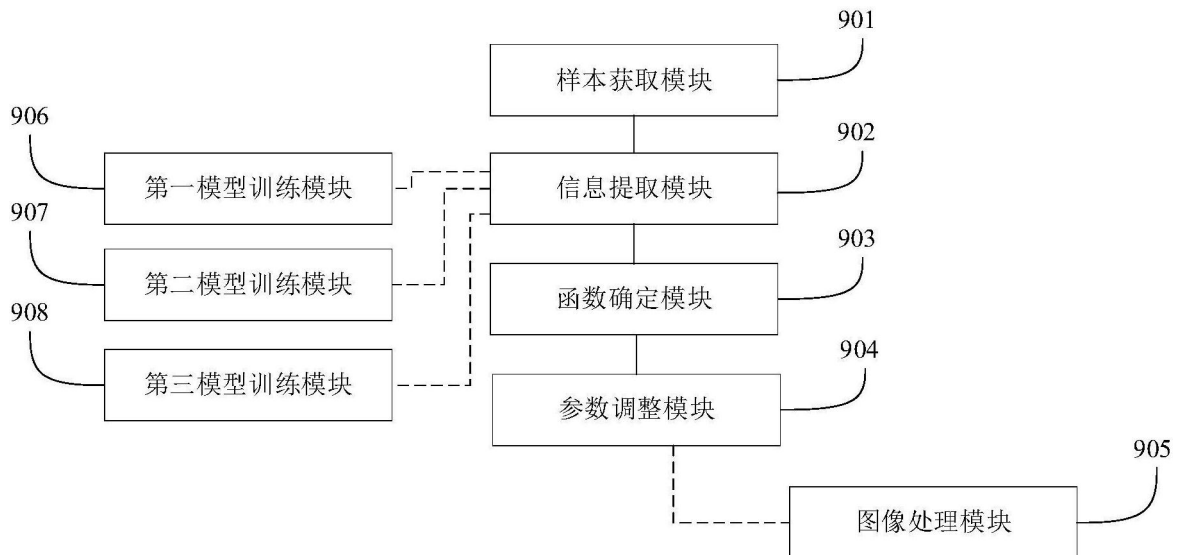 901
样本获取模块
906
902
第一模型训练模块
信息提取模块
907
903
第二模型训练模块
函数确定模块
908
904
第三模型训练模块
参数调整模块
905
图像处理模块